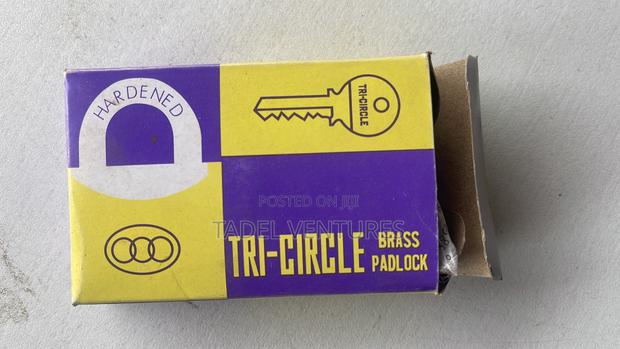 HARDENED
TRI-CIRCLE
POSTED ON JIJI
TADEL VENTURES
TRI-CIRCLE BRASS
PADLOCK